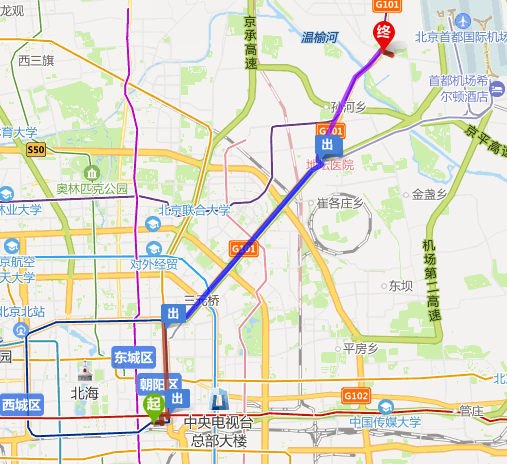 G101
龙观
京承高速
温榆河
终
北京首都国际机场
西三旗
首都机场希
尔顿酒店
孙河乡
体育大学
G101
出
京平高速
S50
地坛医院
奥林匹克公园
金盏乡
林业大学
北京联合大学
崔各庄乡
京航空
航天大学
对外经贸
G101
机场第二高速
东坝
三元桥
北京北站
出
东城区
平房乡
园
朝阳区
北
北海
出
G102
西城区
起
管庄
中央电视台
总部大楼
中国传媒大学